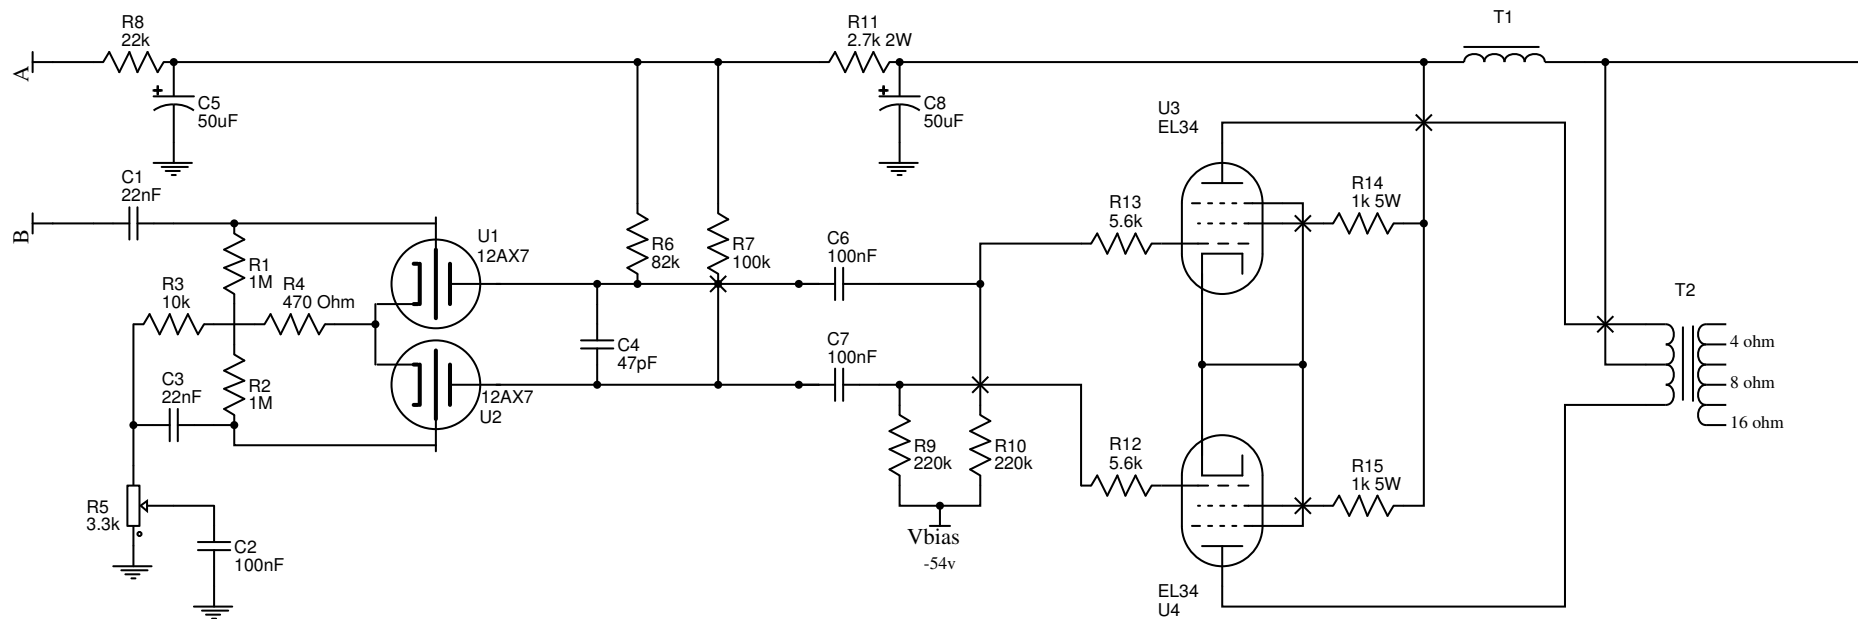 R8
22k
R11
2.7k 2W
T1
A
C5
50uF
C8
50uF
U3
EL34
C1
22nF
R14
1k 5W
R13
5.6k
B
U1
12AX7
R6
82k
R7
100k
C6
100nF
R1
1M
R3
10k
R4
470 Ohm
T2
C4
47pF
C7
100nF
4 ohm
8 ohm
16 ohm
C3
22nF
R2
1M
12AX7
U2
R9
220k
R10
220k
R12
5.6k
R15
1k 5W
R5
3.3k
C2
100nF
Vbias
-54v
EL34
U4